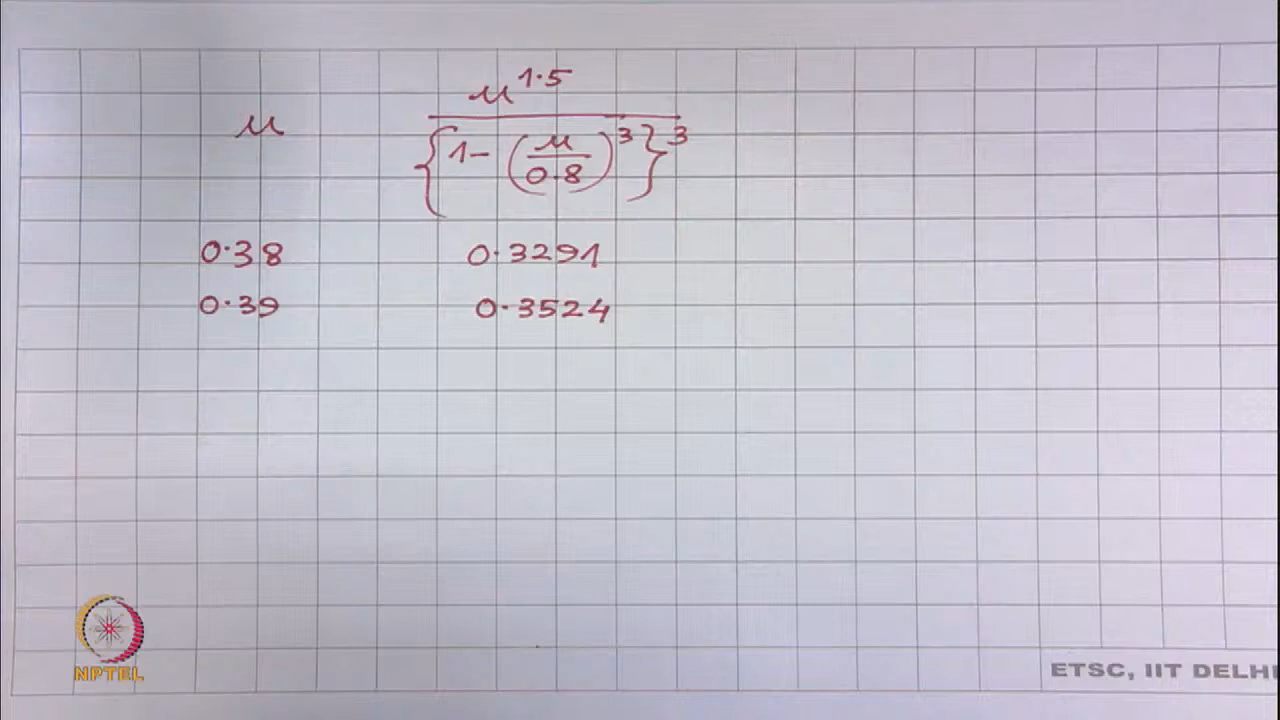 μ μ^1.5 / {1 - (μ/0.8)^3}^3
0.38 0.3291
0.39 0.3524
NPTEL
ETSC, IIT DELHI